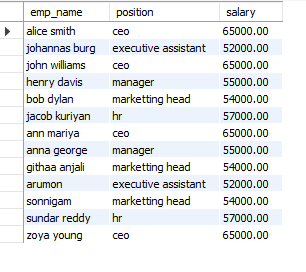 emp_name position salary
alice smith ceo 65000.00
johannas burg executive assistant 52000.00
john williams ceo 65000.00
henry davis manager 55000.00
bob dylan marketting head 54000.00
jacob kuriyan hr 57000.00
ann mariya ceo 65000.00
anna george manager 55000.00
githaa anjali marketting head 54000.00
arumon executive assistant 52000.00
sonnigam marketting head 54000.00
sundar reddy hr 57000.00
zoya young ceo 65000.00